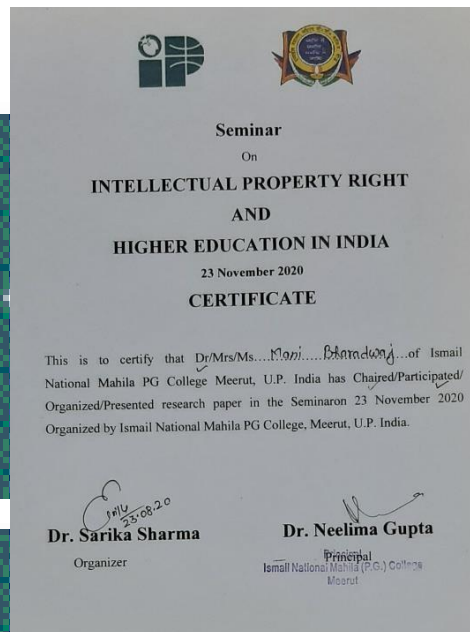 iP
Seminar
On
INTELLECTUAL PROPERTY RIGHT
AND
HIGHER EDUCATION IN INDIA
23 November 2020
CERTIFICATE
This is to certify that Dr/Mrs/Ms....Mani.....Bharadwaj...of Ismail
National Mahila PG College Meerut, U.P. India has Chaired/Participated/
Organized/Presented research paper in the Seminaron 23 November 2020
Organized by Ismail National Mahila PG College, Meerut, U.P. India.
23.08.20
Dr. Sarika Sharma
Organizer
Dr. Neelima Gupta
Principal
Ismail National Mahila (P.G.) College
Meerut